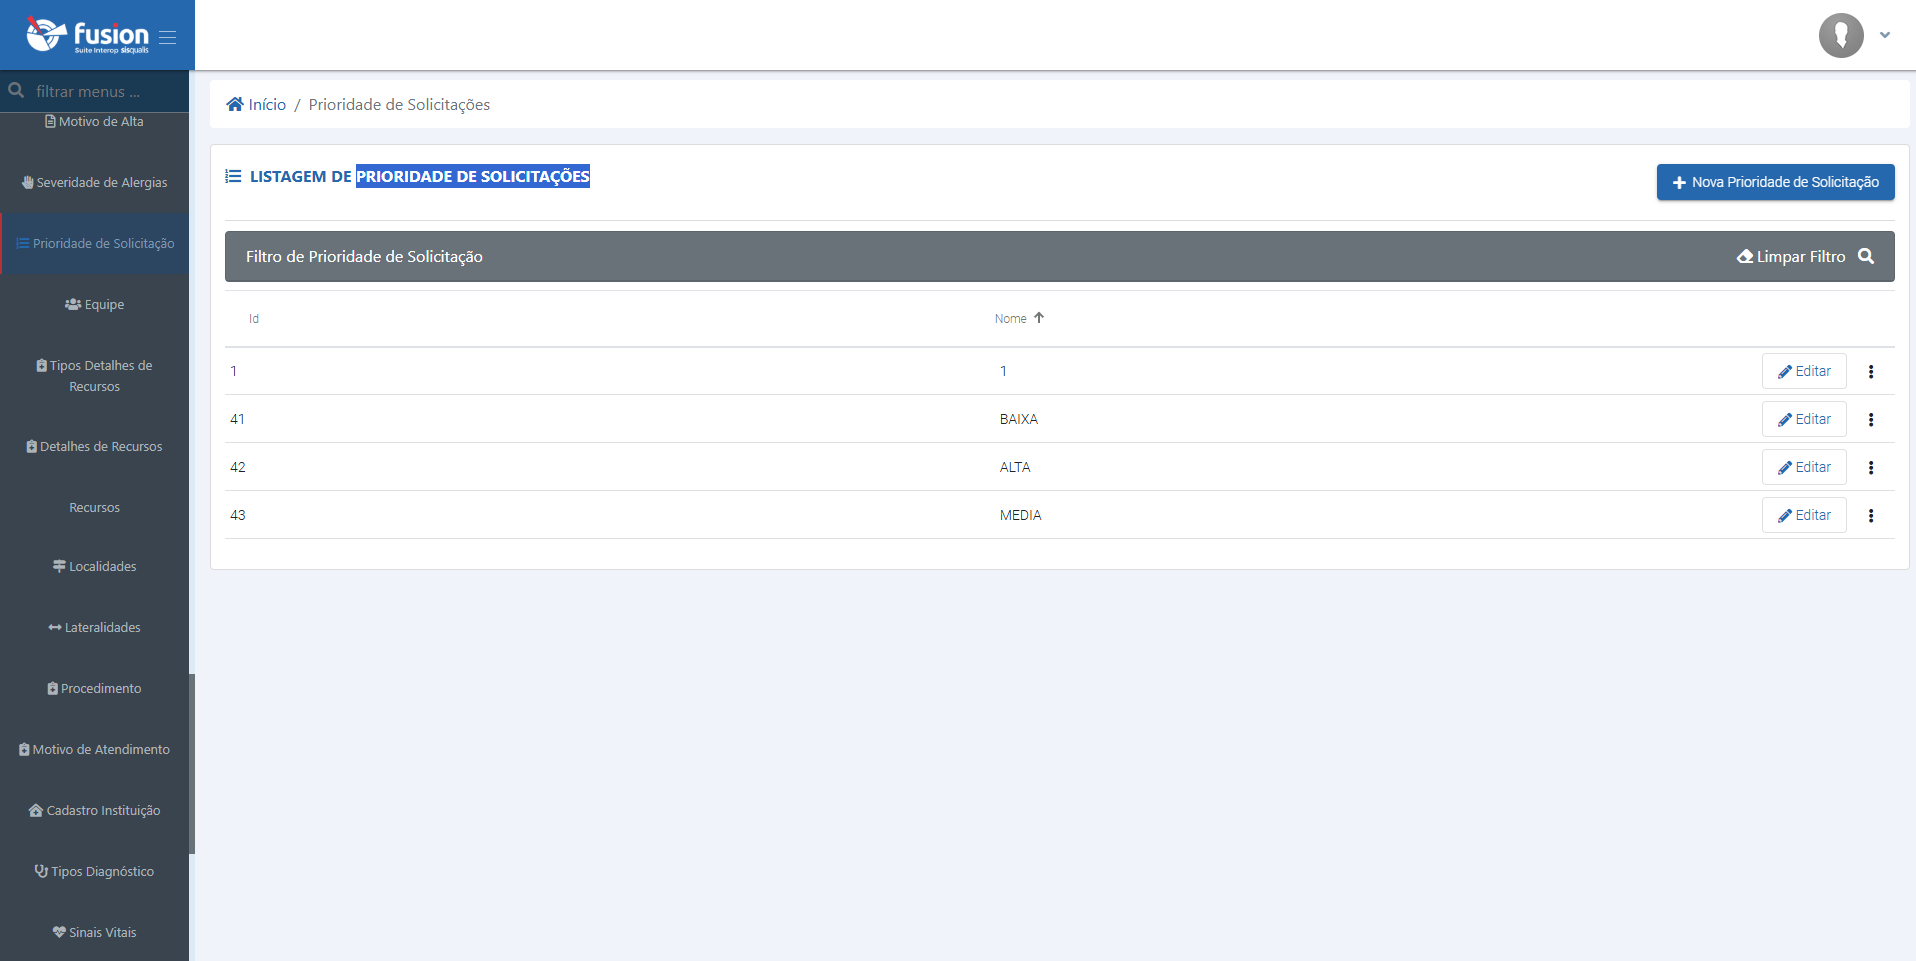 fusion
Suite Interop sisqualis
filtrar menus ...
Motivo de Alta
Severidade de Alergias
Prioridade de Solicitação
Equipe
Tipos Detalhes de
Recursos
Detalhes de Recursos
Recursos
Localidades
Lateralidades
Procedimento
Motivo de Atendimento
Cadastro Instituição
Tipos Diagnóstico
Sinais Vitais
Início / Prioridade de Solicitações
LISTAGEM DE PRIORIDADE DE SOLICITAÇÕES
Nova Prioridade de Solicitação
Filtro de Prioridade de Solicitação
Limpar Filtro
Id Nome
1 1 Editar
41 BAIXA Editar
42 ALTA Editar
43 MEDIA Editar